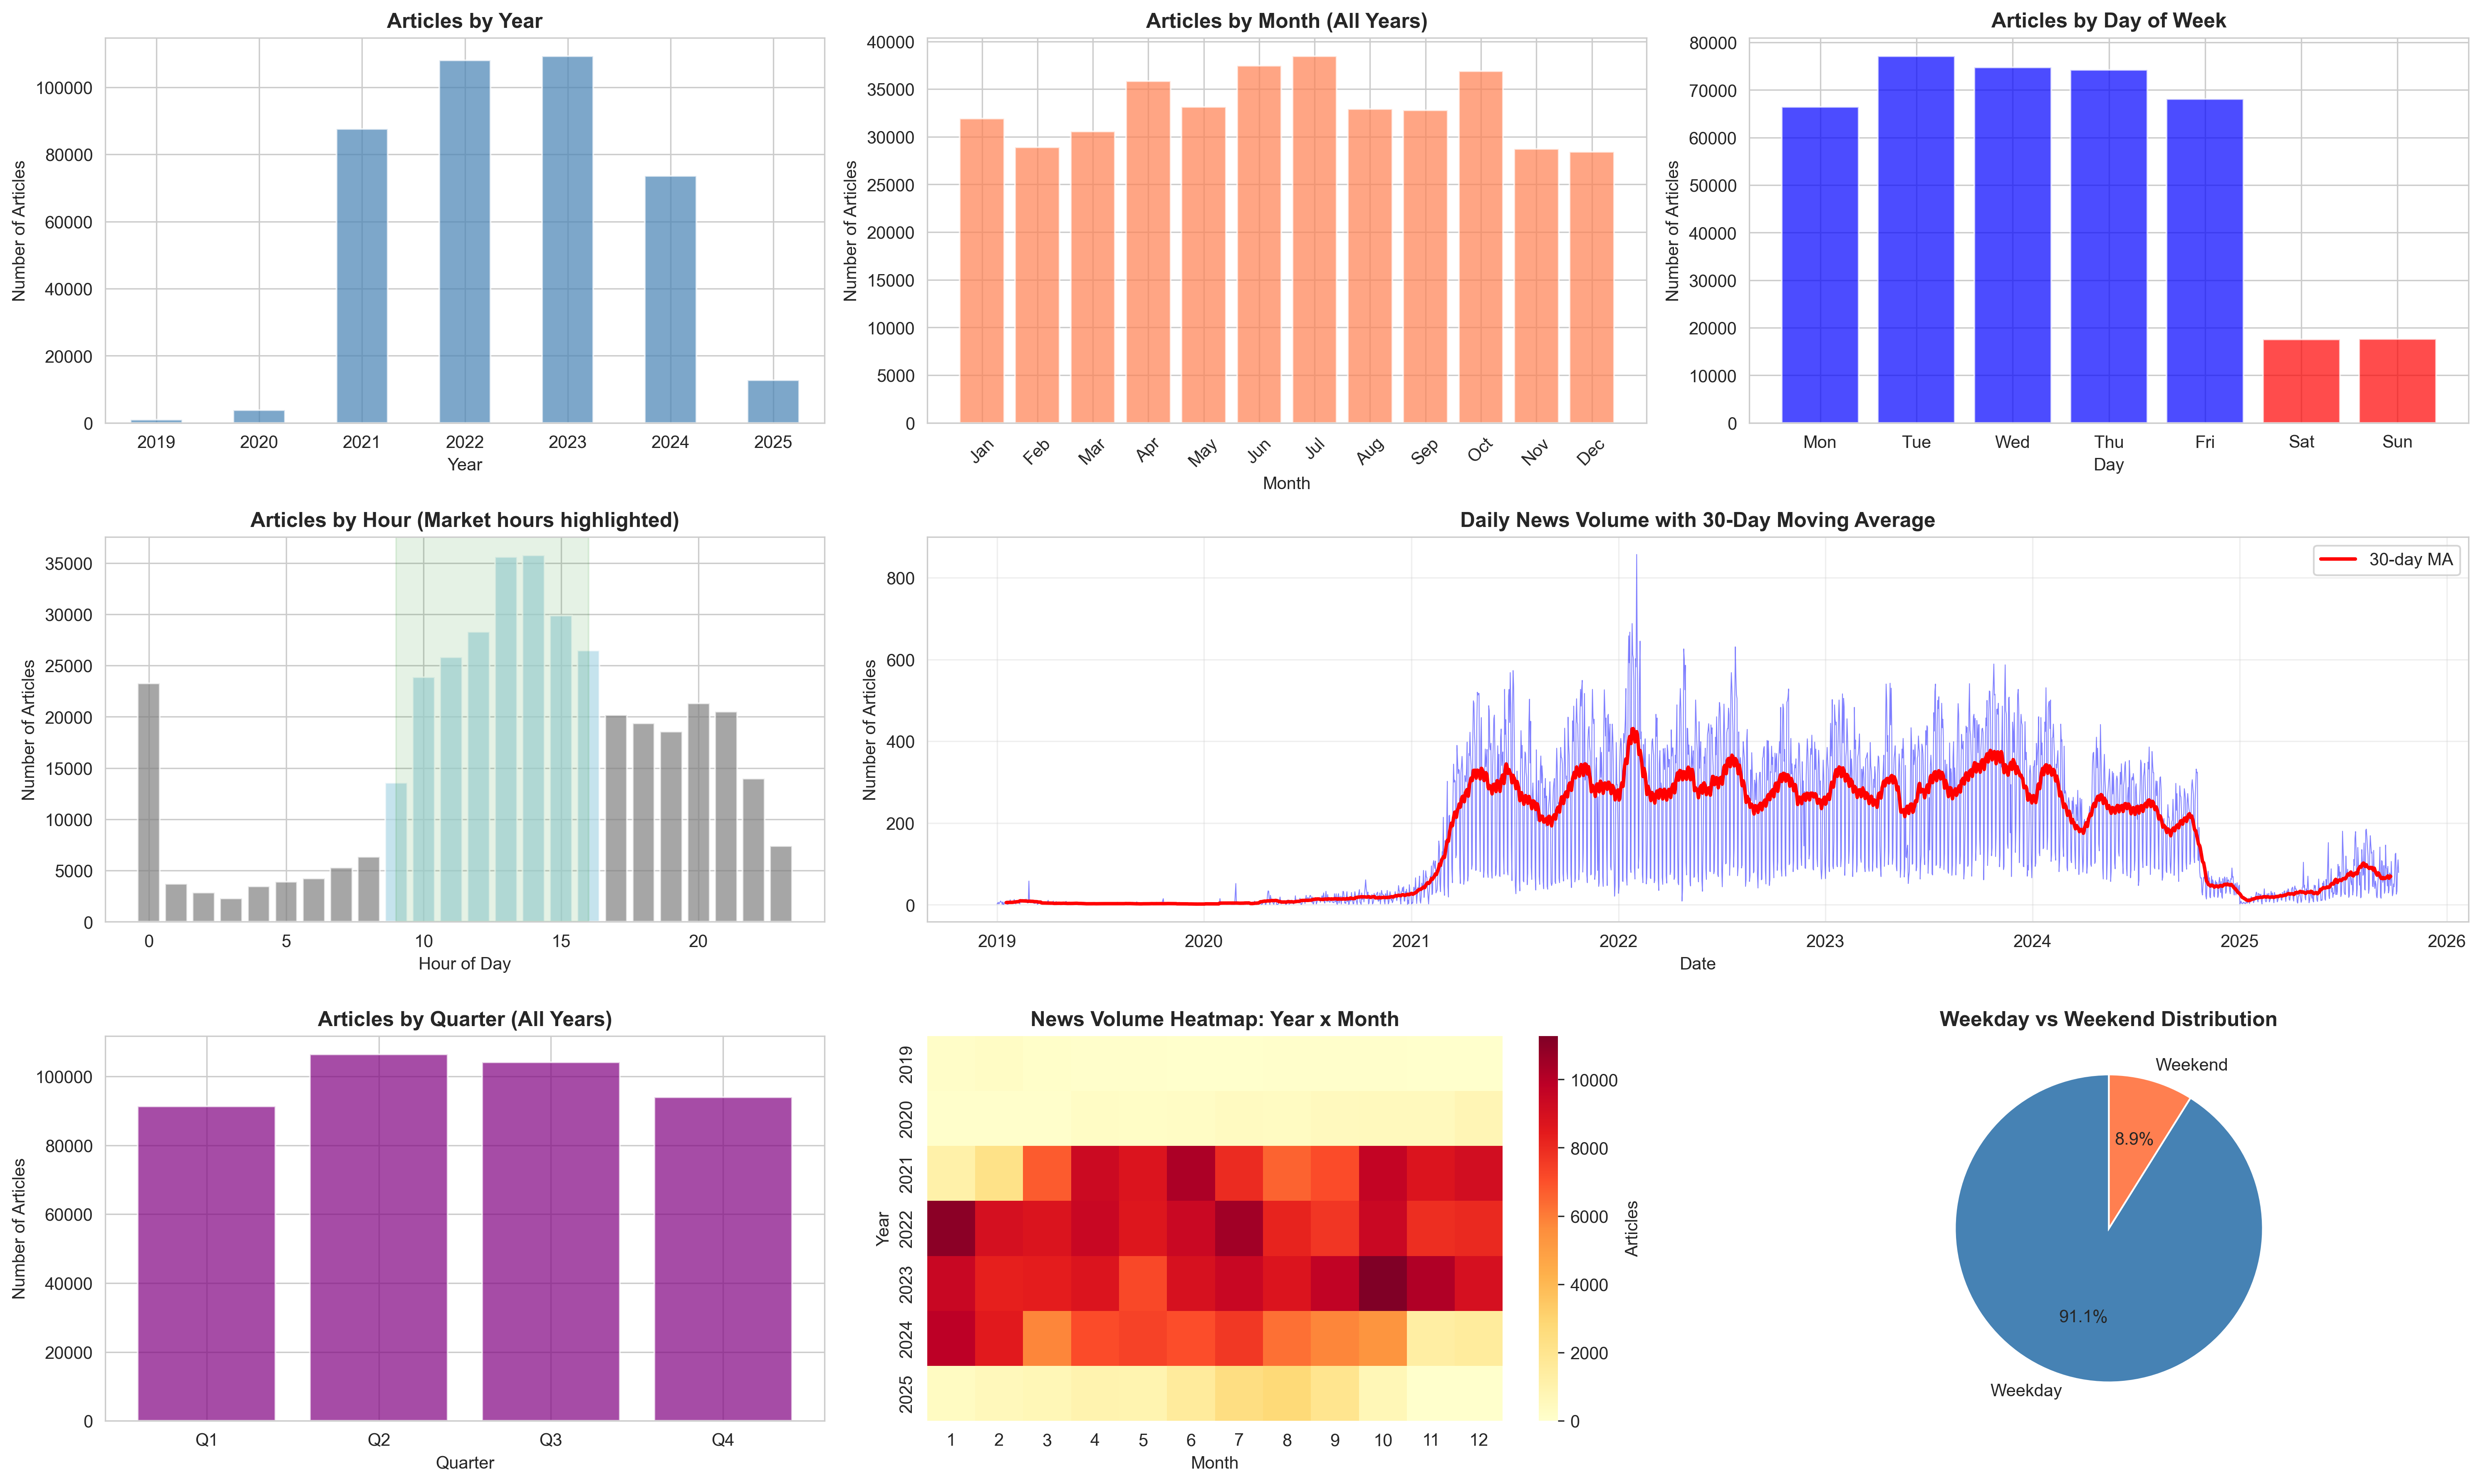 Articles by Year
Number of Articles
100000
80000
60000
40000
20000
0
2019 2020 2021 2022 2023 2024 2025
Year
Articles by Month (All Years)
Number of Articles
40000
35000
30000
25000
20000
15000
10000
5000
0
Jan Feb Mar Apr May Jun Jul Aug Sep Oct Nov Dec
Month
Articles by Day of Week
Number of Articles
80000
70000
60000
50000
40000
30000
20000
10000
0
Mon Tue Wed Thu Fri Sat Sun
Day
Articles by Hour (Market hours highlighted)
Number of Articles
35000
30000
25000
20000
15000
10000
5000
0
0 5 10 15 20
Hour of Day
Daily News Volume with 30-Day Moving Average
30-day MA
Number of Articles
800
600
400
200
0
2019 2020 2021 2022 2023 2024 2025 2026
Date
Articles by Quarter (All Years)
Number of Articles
100000
80000
60000
40000
20000
0
Q1 Q2 Q3 Q4
Quarter
News Volume Heatmap: Year x Month
Year
2019
2020
2021
2022
2023
2024
2025
1 2 3 4 5 6 7 8 9 10 11 12
Month
10000
8000
6000
4000
2000
0
Articles
Weekday vs Weekend Distribution
Weekend
8.9%
91.1%
Weekday